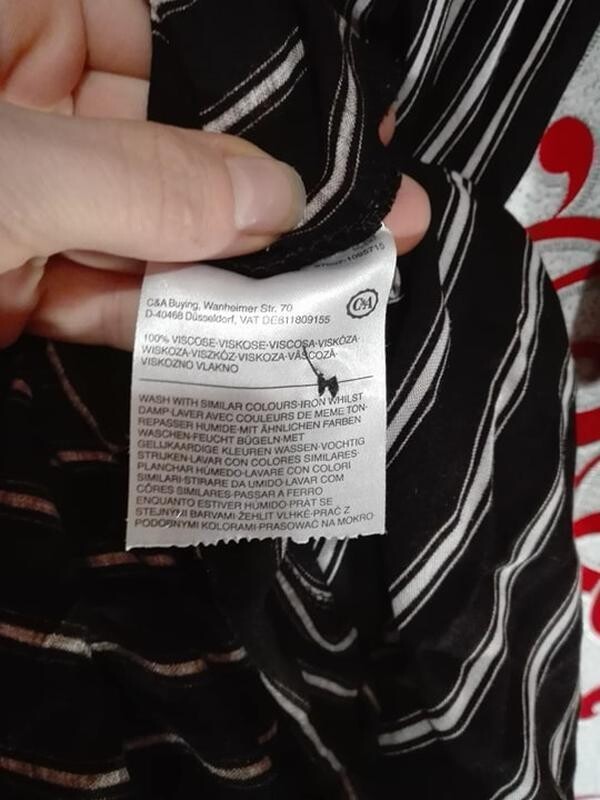 C&A Buying, Wanheimer Str. 70
D-40468 Düsseldorf, VAT DE811809155
C&A
100% VISCOSE·VISKOSE·VISCOSA·VISKÓZA·
WISKOZA·VISZKÓZ·VISKOZA·VÂSCOZĂ·
VISKOZNO VLAKNO
WASH WITH SIMILAR COLOURS·IRON WHILST
DAMP·LAVER AVEC COULEURS DE MEME TON·
REPASSER HUMIDE·MIT ÄHNLICHEN FARBEN
WASCHEN·FEUCHT BÜGELN·MET
GELIJKAARDIGE KLEUREN WASSEN·VOCHTIG
STRIJKEN·LAVAR CON COLORES SIMILARES·
PLANCHAR HÚMEDO·LAVARE CON COLORI
SIMILARI·STIRARE DA UMIDO·LAVAR COM
CÔRES SIMILARES·PASSAR A FERRO
ENQUANTO ESTIVER HÚMIDO·PRAT SE
STEJNÝMI BARVAMI·ŽEHLIT VLHKÉ·PRAĆ Z
PODOBNYMI KOLORAMI·PRASOWAĆ NA MOKRO·